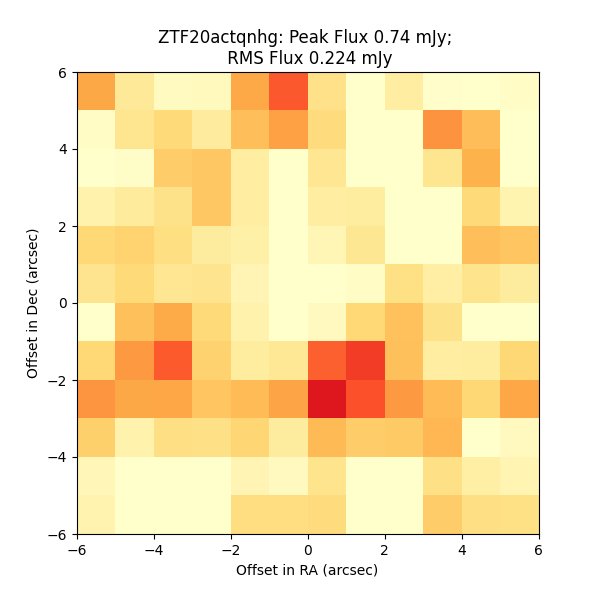 ZTF20actqnhg: Peak Flux 0.74 mJy;
RMS Flux 0.224 mJy
6
4
2
0
−2
−4
−6
Offset in Dec (arcsec)
−6 −4 −2 0 2 4 6
Offset in RA (arcsec)